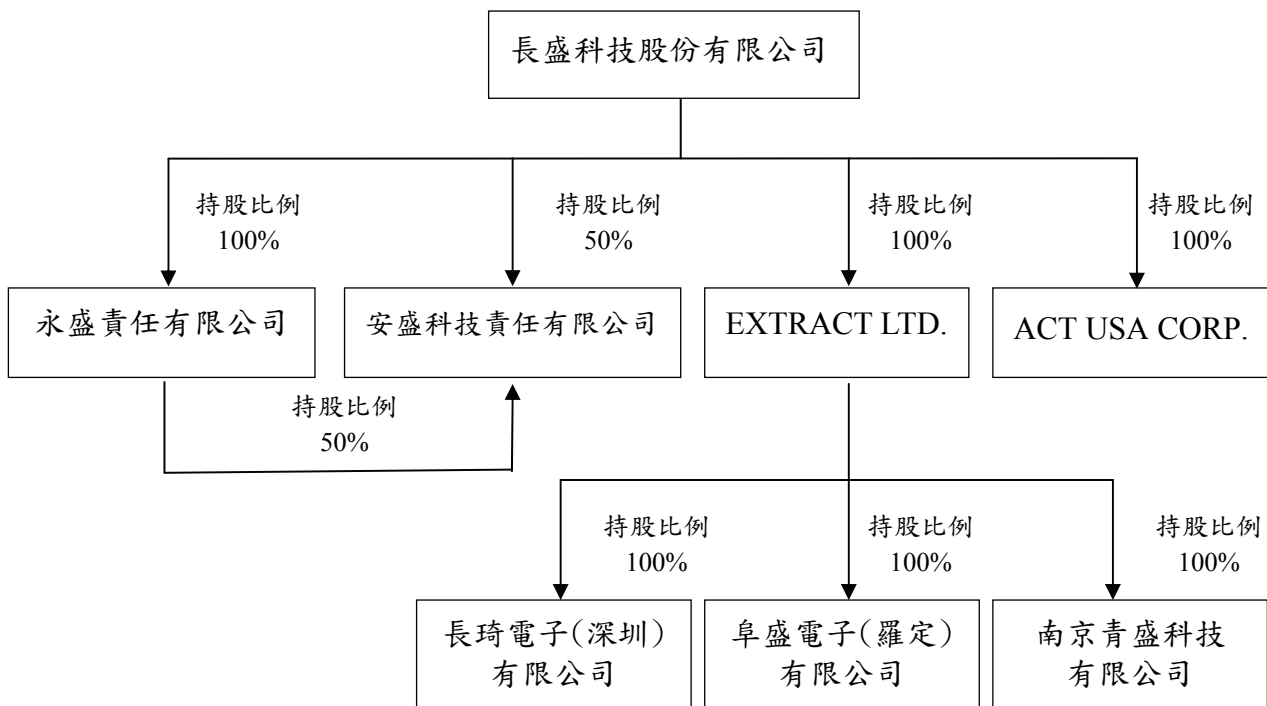 長盛科技股份有限公司
持股比例
100%
持股比例
50%
持股比例
100%
持股比例
100%
永盛責任有限公司
安盛科技責任有限公司
EXTRACT LTD.
ACT USA CORP.
持股比例
50%
持股比例
100%
持股比例
100%
持股比例
100%
長琦電子(深圳)
有限公司
阜盛電子(羅定)
有限公司
南京青盛科技
有限公司